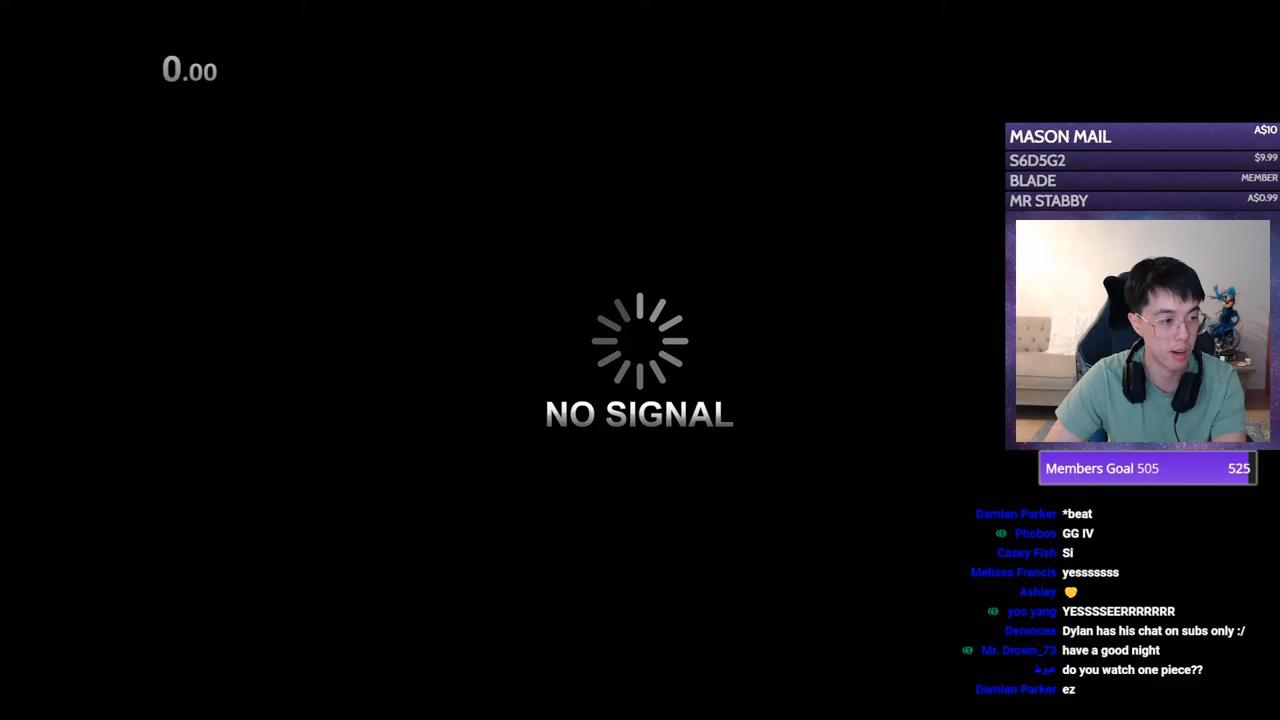 0.00
NO SIGNAL
MASON MAIL A$10
S6D5G2 $9.99
BLADE MEMBER
MR STABBY A$0.99
Members Goal 505 525
Damian Parker *beat
Phobos GG IV
Casey Fish Si
Melissa Francis yesssssss
Ashley
yoo yang YESSSSEERRRRRRR
Demonex Dylan has his chat on subs only :/
Mr. Drown_73 have a good night
do you watch one piece??
Damian Parker ez